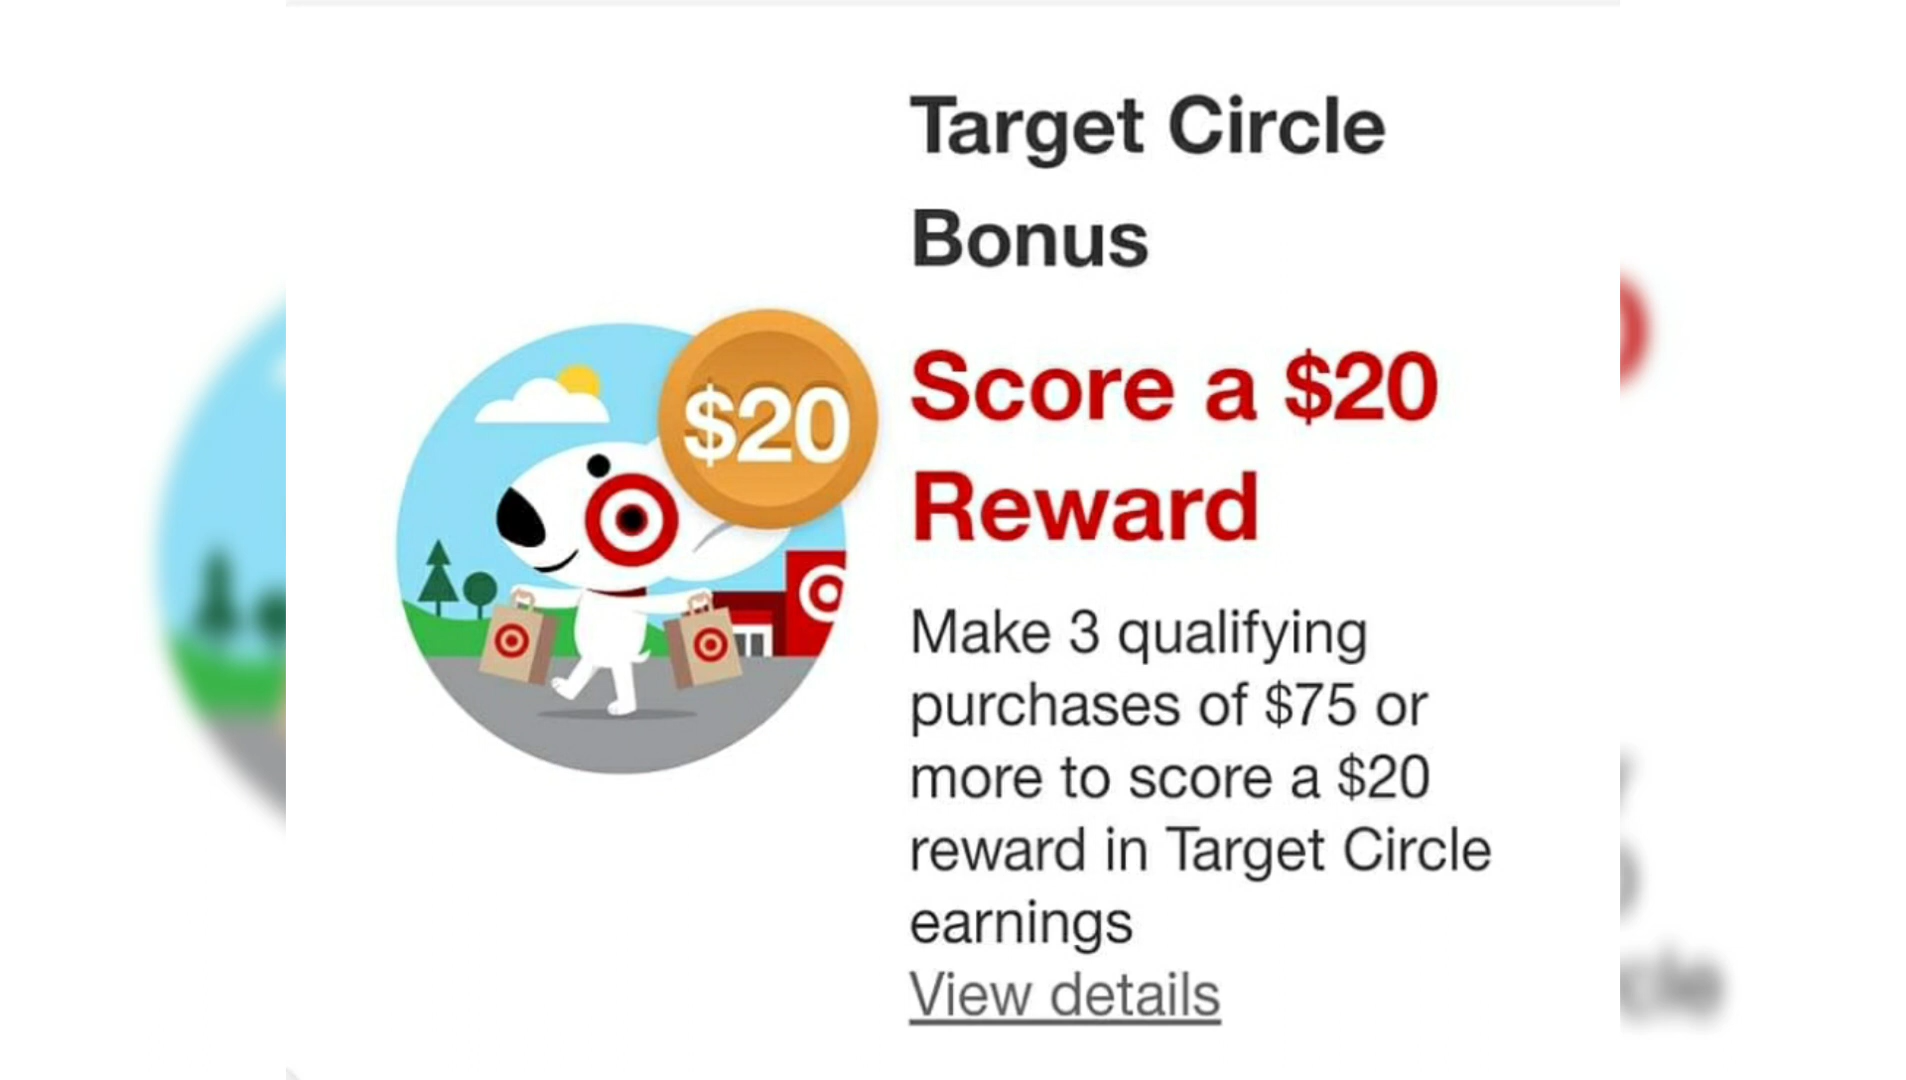 Target Circle
Bonus
$20
Score a $20
Reward
Make 3 qualifying
purchases of $75 or
more to score a $20
reward in Target Circle
earnings
View details